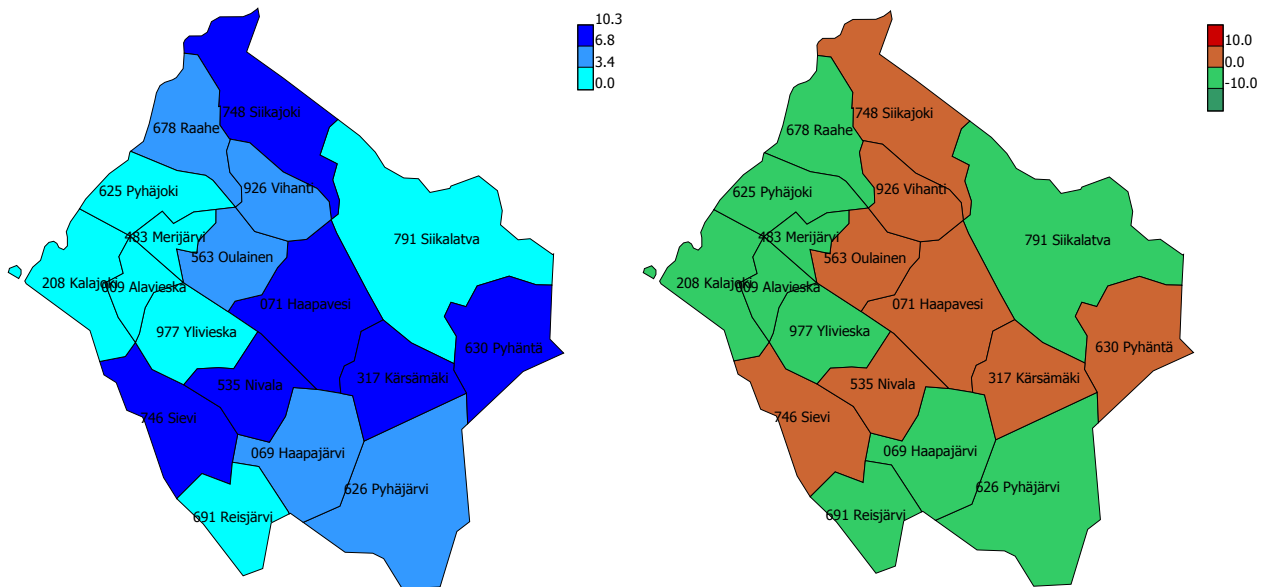 10.3
6.8
3.4
0.0
748 Siikajoki
678 Raahe
926 Vihanti
625 Pyhäjoki
483 Merijärvi
791 Siikalatva
563 Oulainen
208 Kalajoki
009 Alavieska
071 Haapavesi
977 Ylivieska
630 Pyhäntä
317 Kärsämäki
535 Nivala
746 Sievi
069 Haapajärvi
626 Pyhäjärvi
691 Reisjärvi
10.0
0.0
-10.0
748 Siikajoki
678 Raahe
926 Vihanti
625 Pyhäjoki
483 Merijärvi
791 Siikalatva
563 Oulainen
208 Kalajoki
009 Alavieska
071 Haapavesi
977 Ylivieska
630 Pyhäntä
317 Kärsämäki
535 Nivala
746 Sievi
069 Haapajärvi
626 Pyhäjärvi
691 Reisjärvi